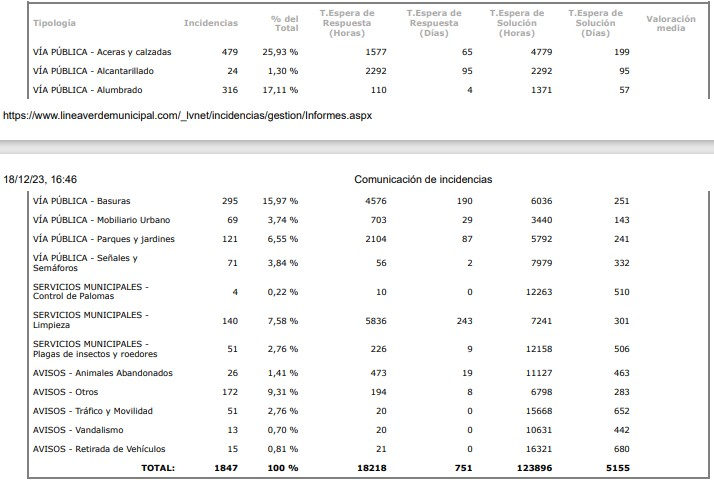 Tipología Incidencias % del Total T.Espera de Respuesta (Horas) T.Espera de Respuesta (Días) T.Espera de Solución (Horas) T.Espera de Solución (Días) Valoración media
VÍA PÚBLICA - Aceras y calzadas 479 25,93 % 1577 65 4779 199
VÍA PÚBLICA - Alcantarillado 24 1,30 % 2292 95 2292 95
VÍA PÚBLICA - Alumbrado 316 17,11 % 110 4 1371 57
https://www.lineaverdemunicipal.com/_lvnet/incidencias/gestion/Informes.aspx
18/12/23, 16:46 Comunicación de incidencias
VÍA PÚBLICA - Basuras 295 15,97 % 4576 190 6036 251
VÍA PÚBLICA - Mobiliario Urbano 69 3,74 % 703 29 3440 143
VÍA PÚBLICA - Parques y jardines 121 6,55 % 2104 87 5792 241
VÍA PÚBLICA - Señales y
Semáforos 71 3,84 % 56 2 7979 332
SERVICIOS MUNICIPALES -
Control de Palomas 4 0,22 % 10 0 12263 510
SERVICIOS MUNICIPALES -
Limpieza 140 7,58 % 5836 243 7241 301
SERVICIOS MUNICIPALES -
Plagas de insectos y roedores 51 2,76 % 226 9 12158 506
AVISOS - Animales Abandonados 26 1,41 % 473 19 11127 463
AVISOS - Otros 172 9,31 % 194 8 6798 283
AVISOS - Tráfico y Movilidad 51 2,76 % 20 0 15668 652
AVISOS - Vandalismo 13 0,70 % 20 0 10631 442
AVISOS - Retirada de Vehículos 15 0,81 % 21 0 16321 680
TOTAL: 1847 100 % 18218 751 123896 5155